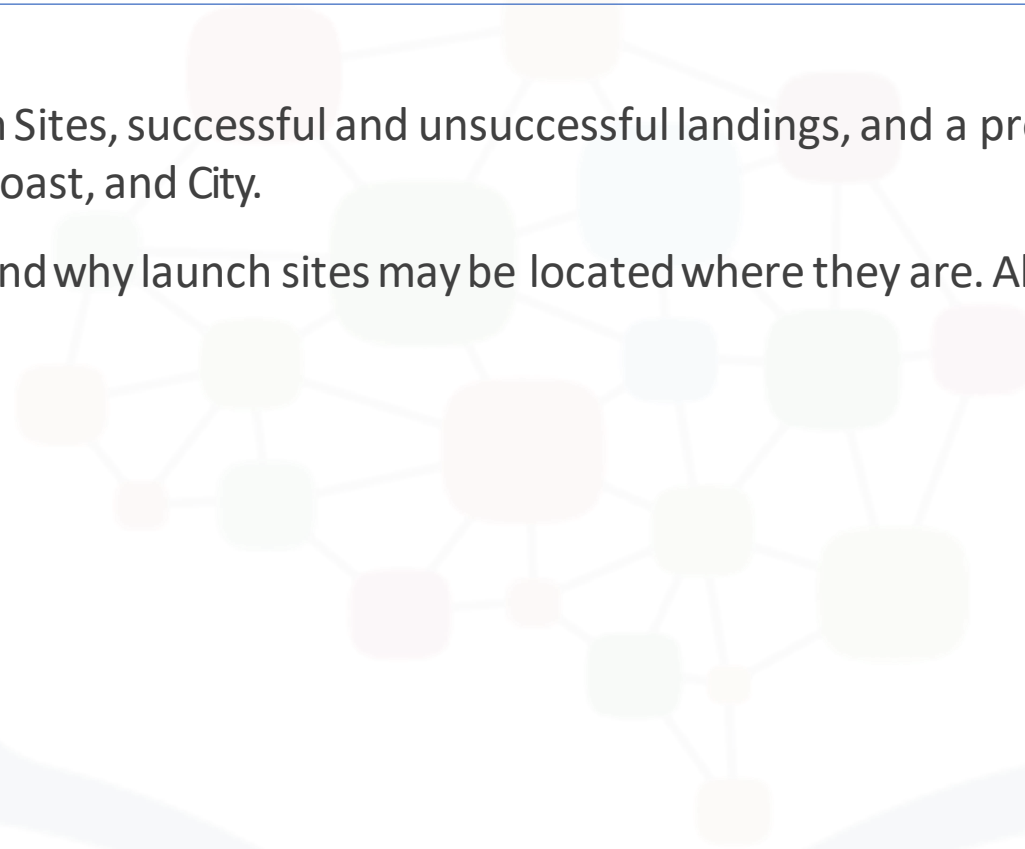 n Sites, successful and unsuccessful landings, and a pr
oast, and City.
nd why launch sites may be located where they are. Al